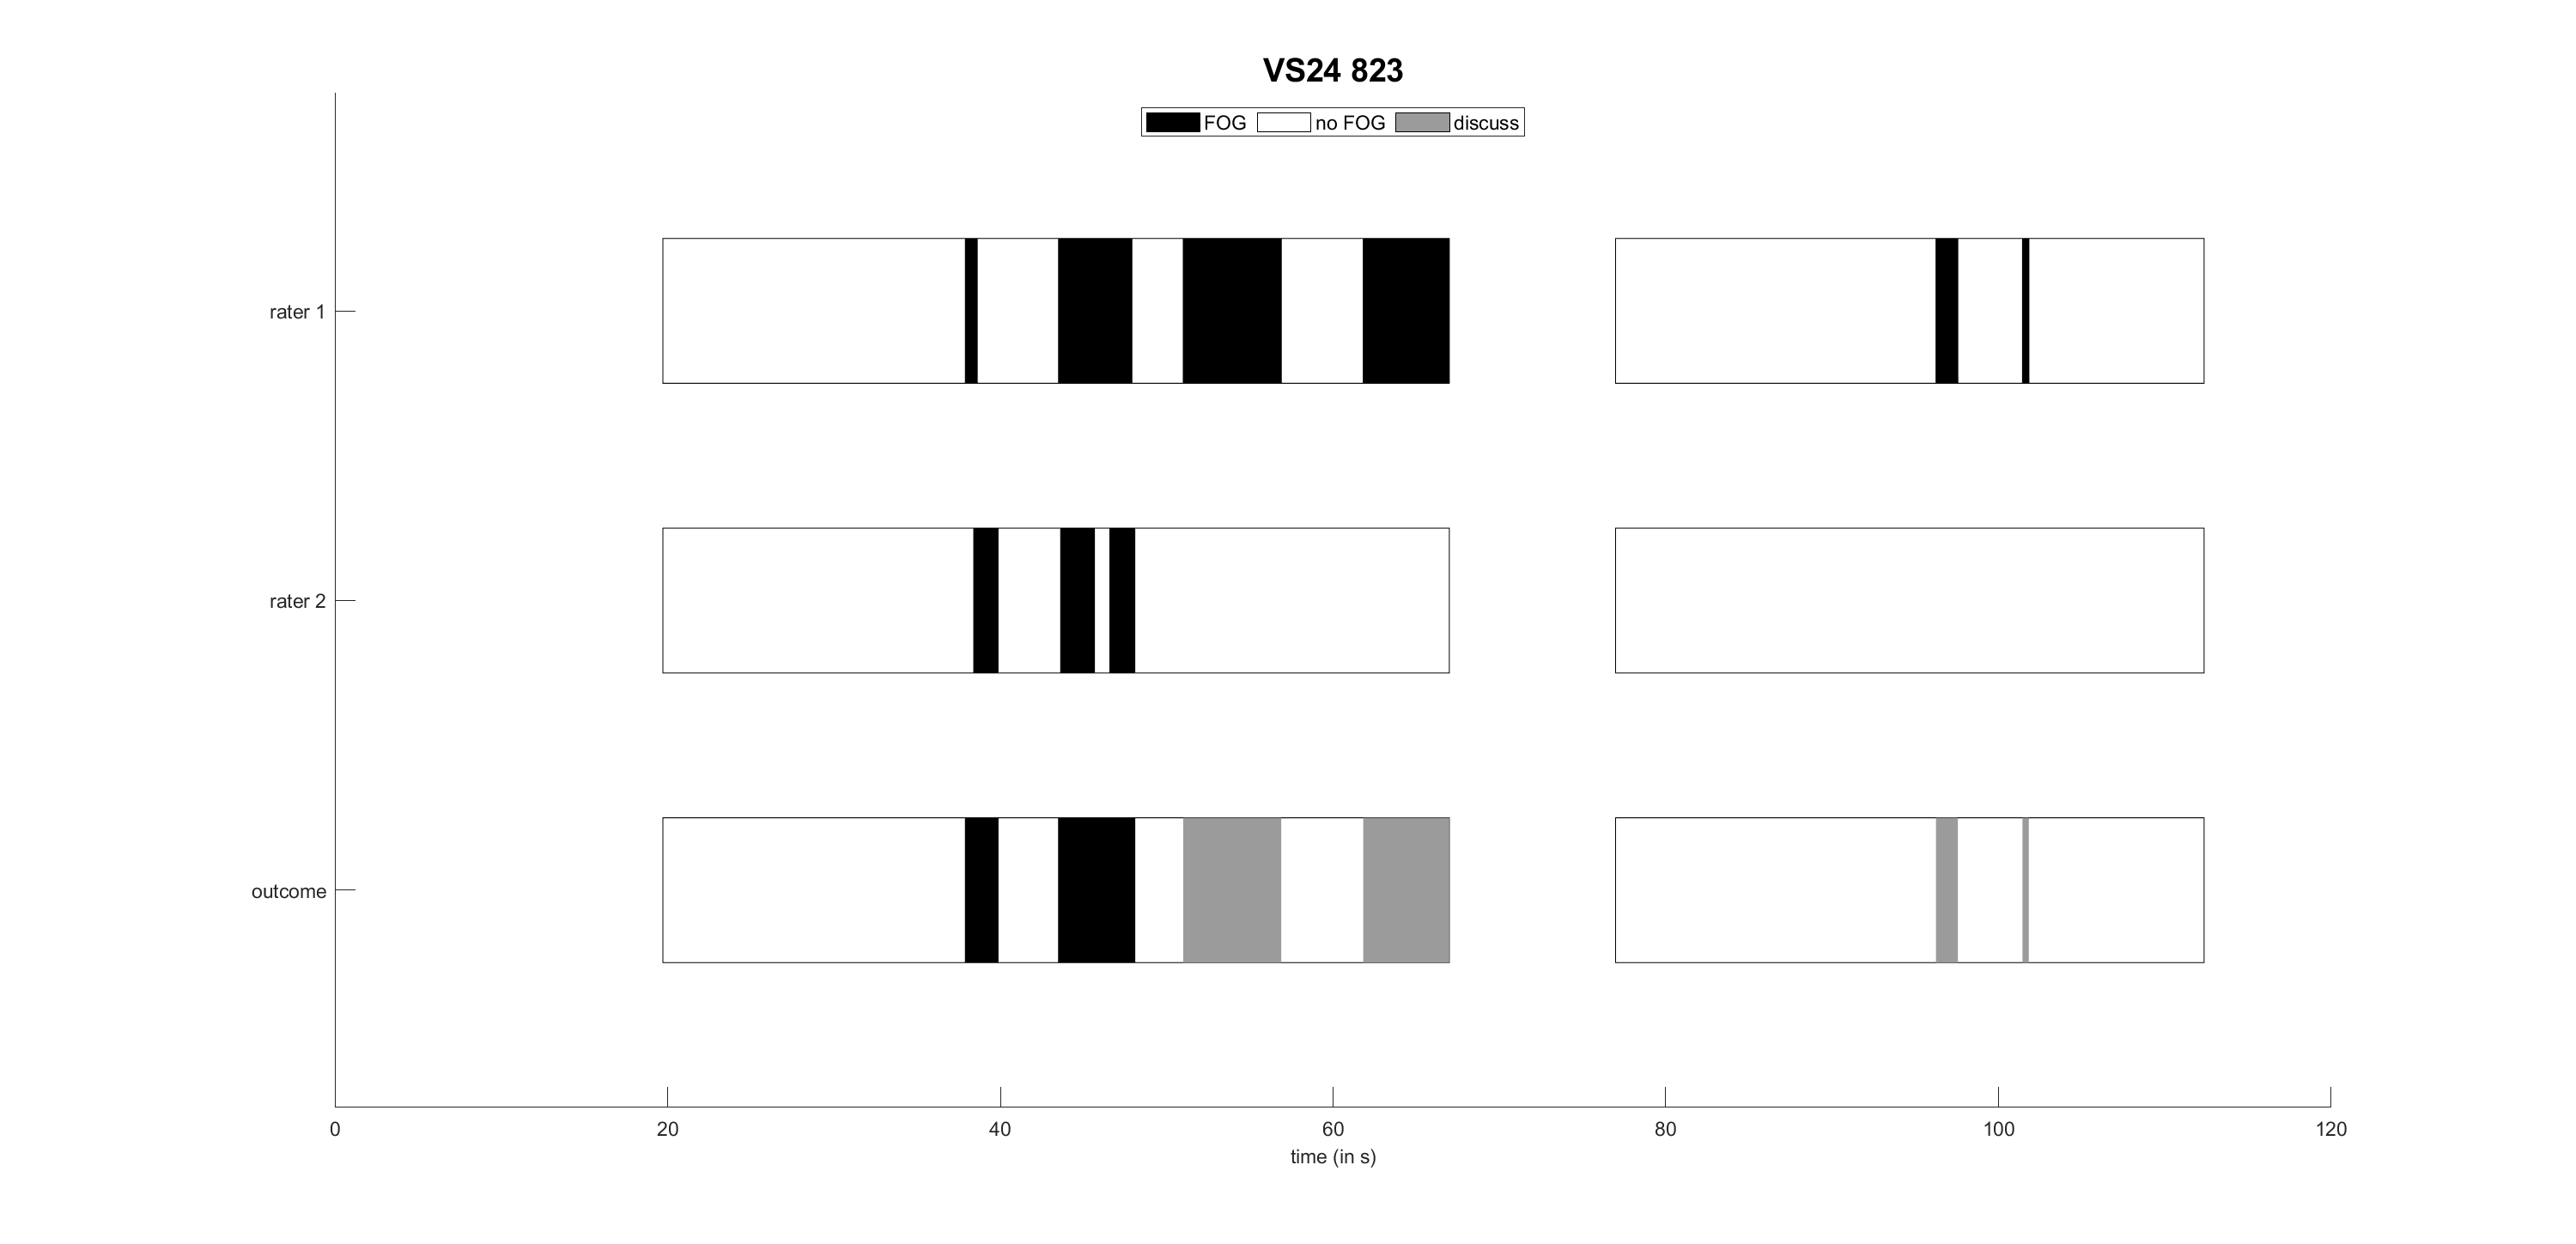 VS24 823
FOG no FOG discuss
rater 1
rater 2
outcome
0 20 40 60 80 100 120
time (in s)